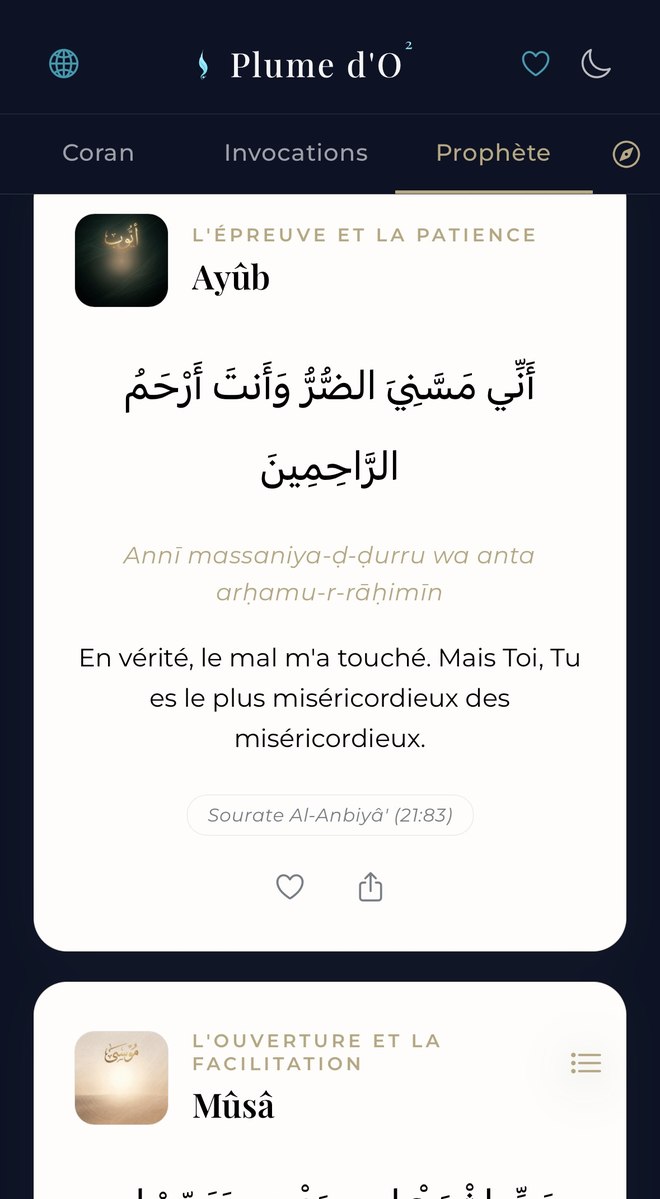 Plume d'O²
Coran
Invocations
Prophète
أيوب
L'ÉPREUVE ET LA PATIENCE
Ayûb
أَنِّي مَسَّنِيَ الضُّرُّ وَأَنتَ أَرْحَمُ
الرَّاحِمِينَ
Annī massaniya-ḍ-ḍurru wa anta
arḥamu-r-rāḥimīn
En vérité, le mal m'a touché. Mais Toi, Tu
es le plus miséricordieux des
miséricordieux.
Sourate Al-Anbiyâ' (21:83)
مُوسَىٰ
L'OUVERTURE ET LA
FACILITATION
Mûsâ